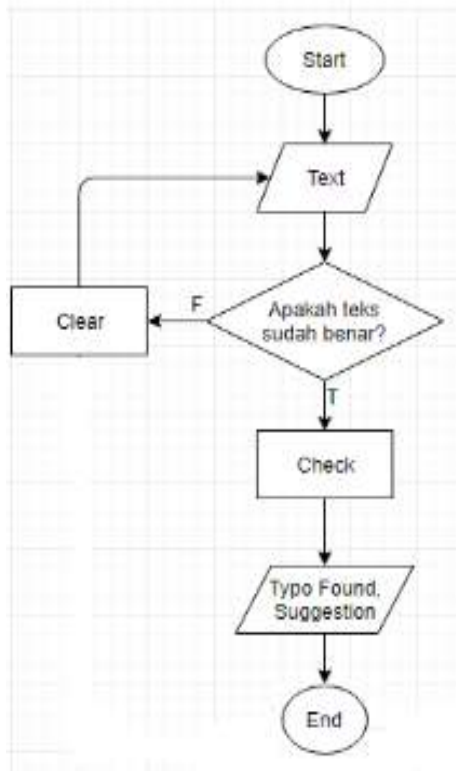 Start
Text
Apakah teks
sudah benar?
F
Clear
T
Check
Typo Found,
Suggestion
End